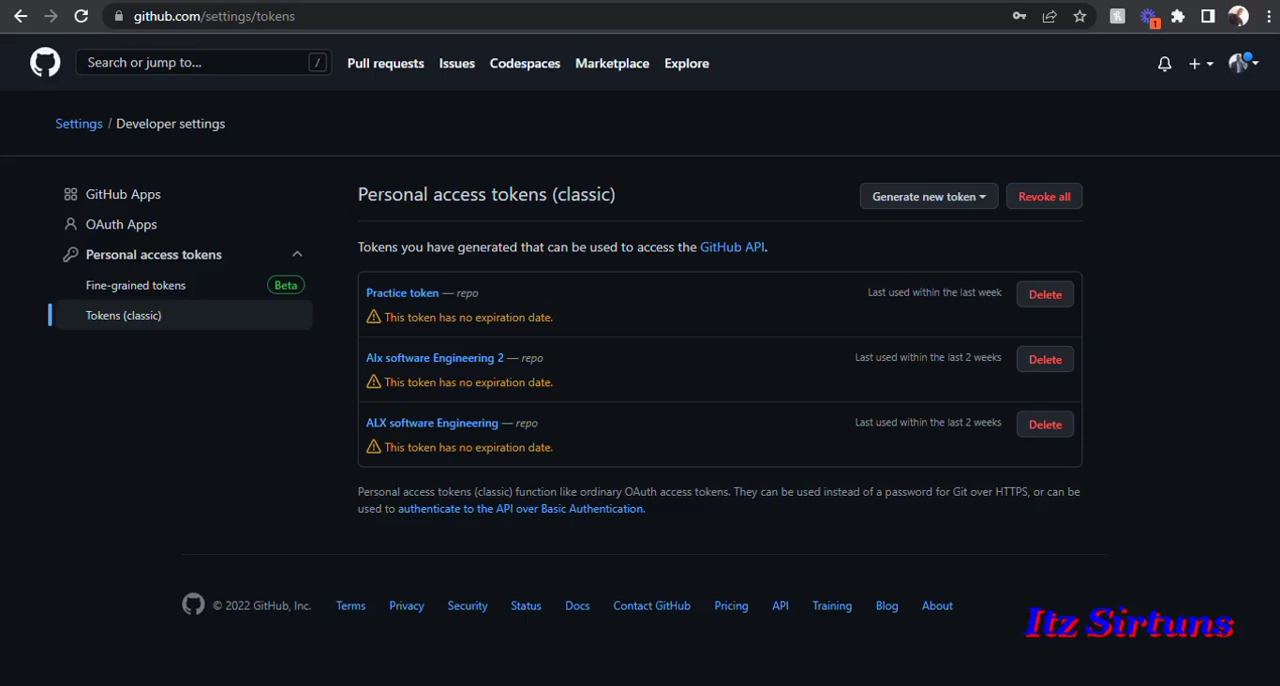 github.com/settings/tokens
1
Search or jump to... /
Pull requests Issues Codespaces Marketplace Explore
Settings / Developer settings
GitHub Apps
OAuth Apps
Personal access tokens
Fine-grained tokens Beta
Tokens (classic)
Personal access tokens (classic)
Generate new token
Revoke all
Tokens you have generated that can be used to access the GitHub API.
Practice token — repo Last used within the last week Delete
This token has no expiration date.
Alx software Engineering 2 — repo Last used within the last 2 weeks Delete
This token has no expiration date.
ALX software Engineering — repo Last used within the last 2 weeks Delete
This token has no expiration date.
Personal access tokens (classic) function like ordinary OAuth access tokens. They can be used instead of a password for Git over HTTPS, or can be
used to authenticate to the API over Basic Authentication.
© 2022 GitHub, Inc. Terms Privacy Security Status Docs Contact GitHub Pricing API Training Blog About
Itz Sirtuns